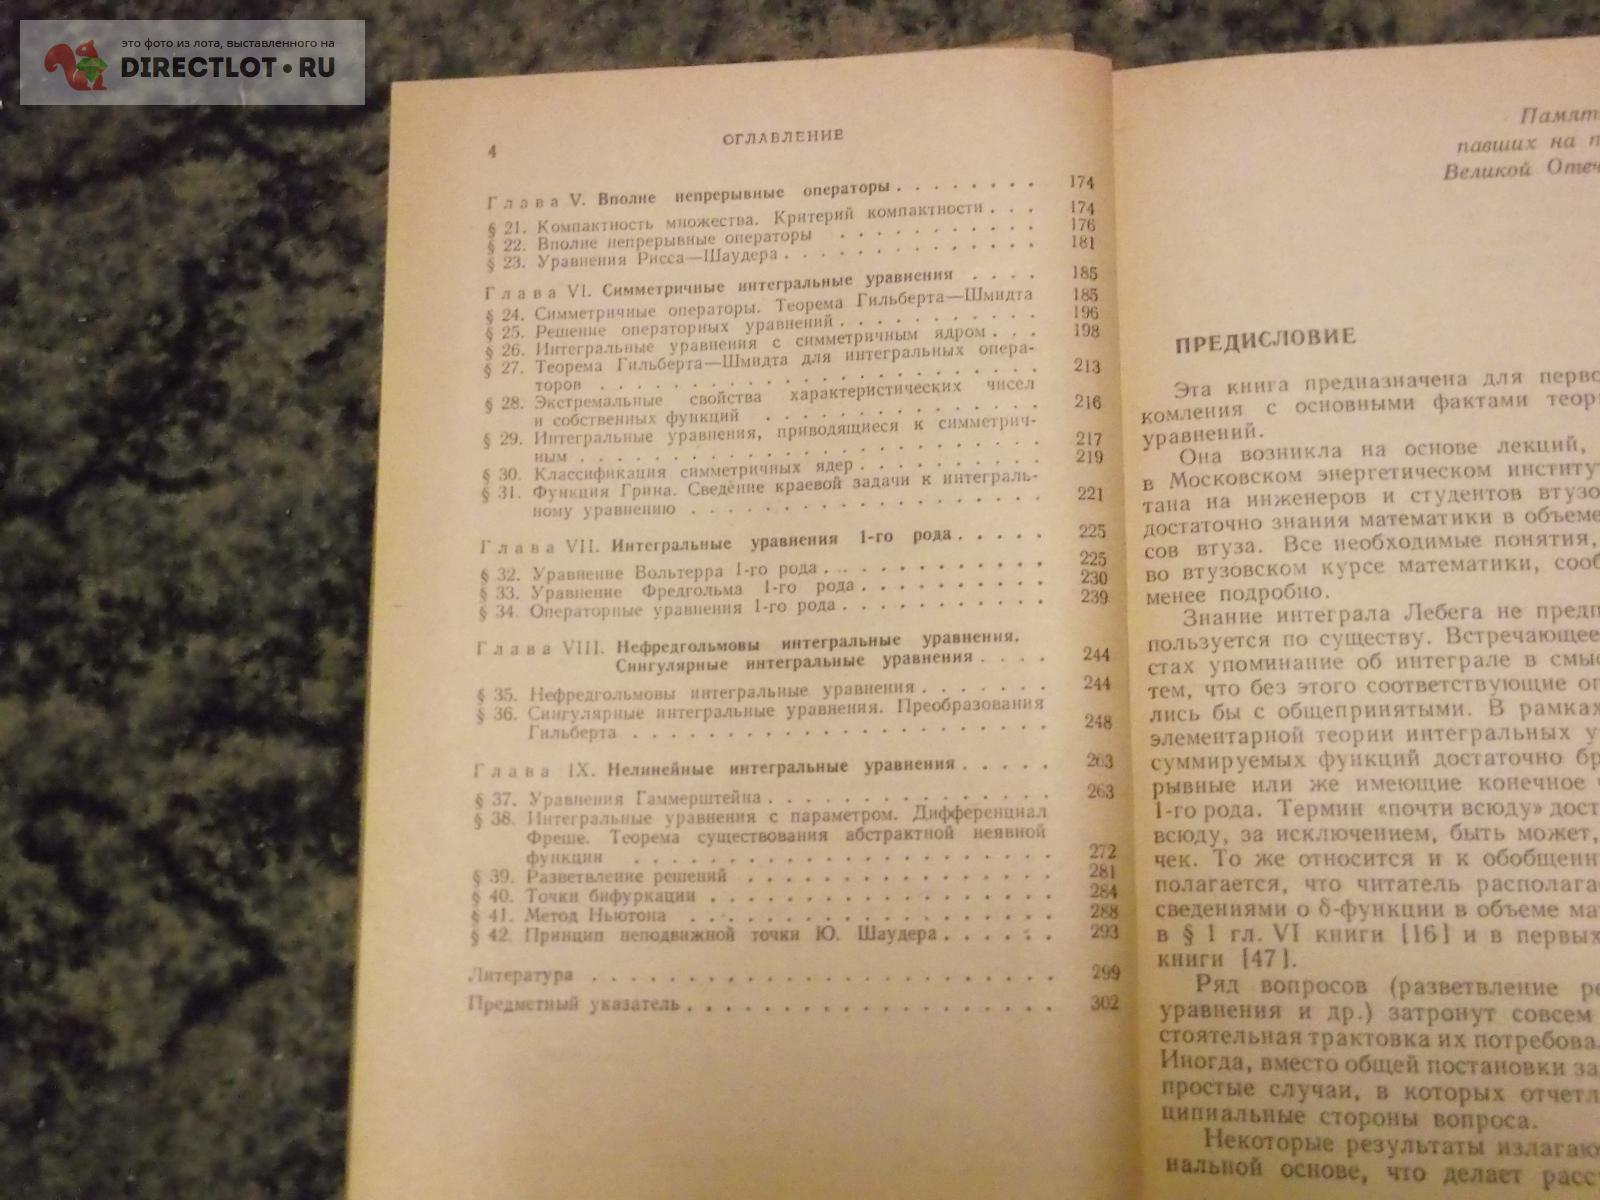 это фото из лота, выставленного на
DIRECTLOT.RU
4
ОГЛАВЛЕНИЕ
Глава V. Вполне непрерывные операторы . . . . . . . . 174
§ 21. Компактность множества. Критерий компактности . . . 174
§ 22. Вполне непрерывные операторы . . . . . . . . . . . 176
§ 23. Уравнения Рисса—Шаудера . . . . . . . . . . . . . 181
Глава VI. Симметричные интегральные уравнения . . . . 185
§ 24. Симметричные операторы. Теорема Гильберта—Шмидта 185
§ 25. Решение операторных уравнений . . . . . . . . . . 196
§ 26. Интегральные уравнения с симметричным ядром . . . 198
§ 27. Теорема Гильберта—Шмидта для интегральных опера-
торов . . . . . . . . . . . . . . . . . . . . . . 213
§ 28. Экстремальные свойства характеристических чисел
и собственных функций . . . . . . . . . . . . . . 216
§ 29. Интегральные уравнения, приводящиеся к симметрич-
ным . . . . . . . . . . . . . . . . . . . . . . . 217
§ 30. Классификация симметричных ядер . . . . . . . . . 219
§ 31. Функция Грина. Сведение краевой задачи к интеграль-
ному уравнению . . . . . . . . . . . . . . . . . . 221
Глава VII. Интегральные уравнения 1-го рода . . . . . 225
§ 32. Уравнение Вольтерра 1-го рода . . . . . . . . . . . 225
§ 33. Уравнение Фредгольма 1-го рода . . . . . . . . . . 230
§ 34. Операторные уравнения 1-го рода . . . . . . . . . . 239
Глава VIII. Нефредгольмовы интегральные уравнения.
Сингулярные интегральные уравнения . . . . 244
§ 35. Нефредгольмовы интегральные уравнения . . . . . . . 244
§ 36. Сингулярные интегральные уравнения. Преобразования
Гильберта . . . . . . . . . . . . . . . . . . . . . 248
Глава IX. Нелинейные интегральные уравнения . . . . . 263
§ 37. Уравнения Гаммерштейна . . . . . . . . . . . . . . 263
§ 38. Интегральные уравнения с параметром. Дифференциал
Фреше. Теорема существования абстрактной неявной
функции . . . . . . . . . . . . . . . . . . . . . 272
§ 39. Разветвление решений . . . . . . . . . . . . . . . 281
§ 40. Точки бифуркации . . . . . . . . . . . . . . . . . 284
§ 41. Метод Ньютона . . . . . . . . . . . . . . . . . . 288
§ 42. Принцип неподвижной точки Ю. Шаудера . . . . . . 293
Литература . . . . . . . . . . . . . . . . . . . . . . 299
Предметный указатель . . . . . . . . . . . . . . . . . 302
Памят
павших на п
Великой Отеч
ПРЕДИСЛОВИЕ
Эта книга предназначена для перво
комления с основными фактами теор
уравнений.
Она возникла на основе лекций,
в Московском энергетическом институ
тана на инженеров и студентов втузо
достаточно знания математики в объеме
сов втуза. Все необходимые понятия,
во втузовском курсе математики, сооб
менее подробно.
Знание интеграла Лебега не предп
пользуется по существу. Встречающее
стах упоминание об интеграле в смыс
тем, что без этого соответствующие оп
лись бы с общепринятыми. В рамках
элементарной теории интегральных у
суммируемых функций достаточно бр
рывные или же имеющие конечное
1-го рода. Термин «почти всюду» дост
всюду, за исключением, быть может,
чек. То же относится и к обобщенн
полагается, что читатель располага
сведениями о δ-функции в объеме ма
в § 1 гл. VI книги [16] и в первых
книги [47].
Ряд вопросов (разветвление ре
уравнения и др.) затронут совсем
стоятельная трактовка их потребова
Иногда, вместо общей постановки за
простые случаи, в которых отчетл
ципиальные стороны вопроса.
Некоторые результаты излагаю
нальной основе, что делает расс